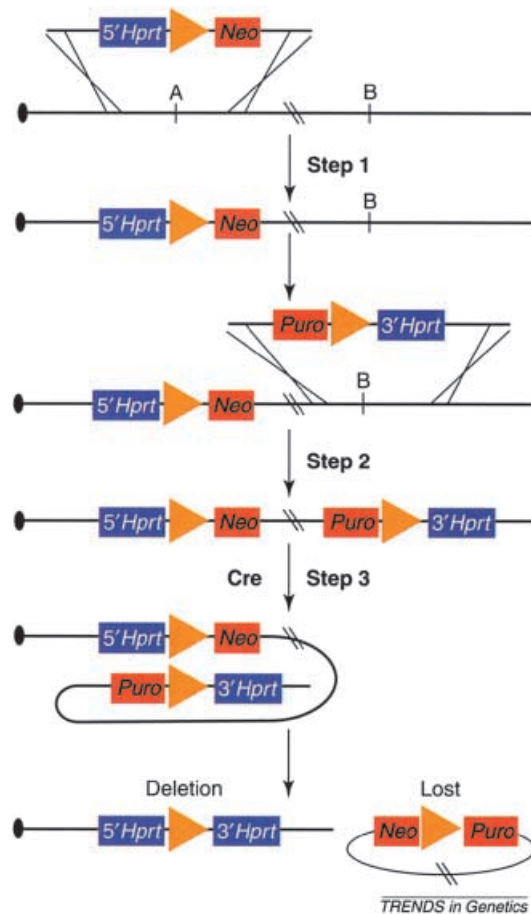 5′Hprt Neo
A B
Step 1
5′Hprt Neo B
Puro 3′Hprt
B
5′Hprt Neo
Step 2
5′Hprt Neo Puro 3′Hprt
Cre Step 3
5′Hprt Neo
Puro 3′Hprt
Deletion Lost
5′Hprt 3′Hprt Neo Puro
TRENDS in Genetics